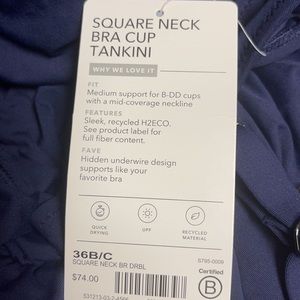 SQUARE NECK
BRA CUP
TANKINI
WHY WE LOVE IT
FIT
Medium support for B-DD cups
with a mid-coverage neckline
FEATURES
Sleek, recycled H2ECO.
See product label for
full fiber content.
FAVE
Hidden underwire design
supports like your
favorite bra
QUICK
DRYING
UPF
RECYCLED
MATERIAL
36B/C
S795-0009
SQUARE NECK BR DRBL
Certified
$74.00
B